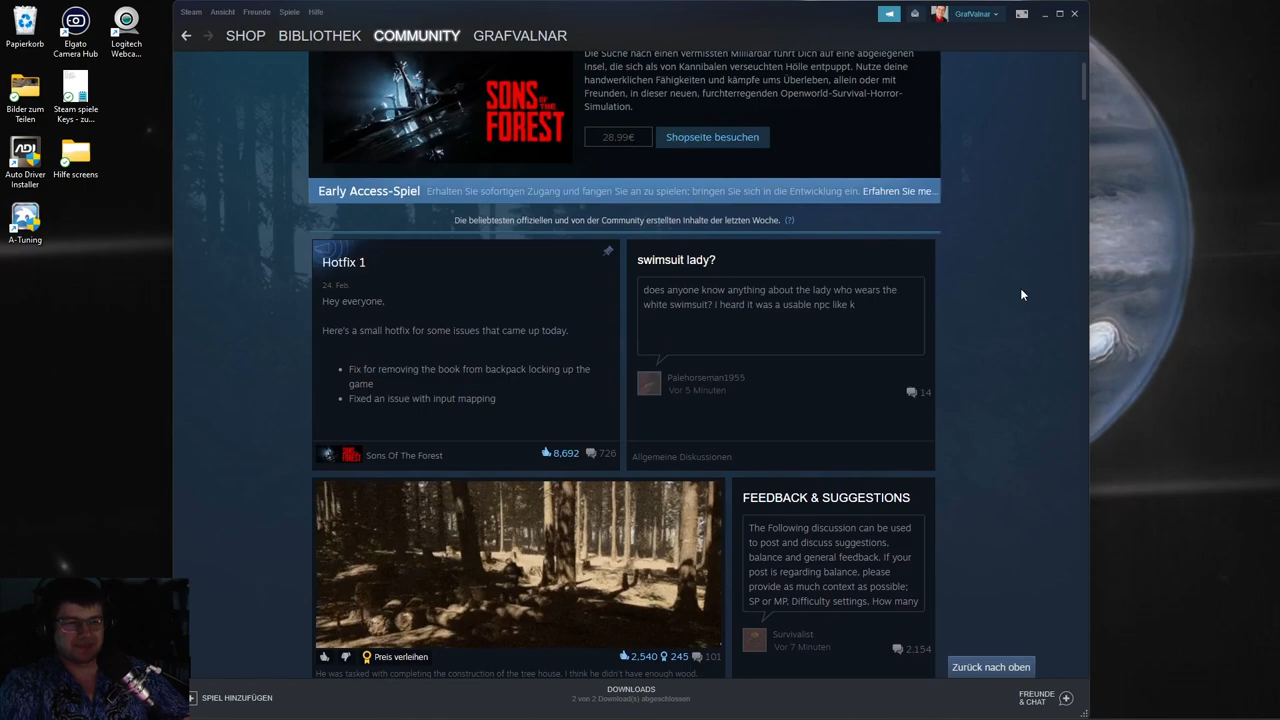 Steam Ansicht Freunde Spiele Hilfe
GrafValnar
SHOP BIBLIOTHEK COMMUNITY GRAFVALNAR
Papierkorb
Elgato Camera Hub
Logitech Webca...
Bilder zum Teilen
Steam spiele Keys - zu...
ADI
Auto Driver Installer
Hilfe screens
A-Tuning
SONS OF THE FOREST
Die Suche nach einen vermissten Milliardär führt Dich auf eine abgelegenen
Insel, die sich als von Kannibalen verseuchten Hölle entpuppt. Nutze deine
handwerklichen Fähigkeiten und kämpfe ums Überleben, allein oder mit
Freunden, in dieser neuen, furchterregenden Openworld-Survival-Horror-
Simulation.
28,99€ Shopseite besuchen
Early Access-Spiel Erhalten Sie sofortigen Zugang und fangen Sie an zu spielen; bringen Sie sich in die Entwicklung ein. Erfahren Sie me...
Die beliebtesten offiziellen und von der Community erstellten Inhalte der letzten Woche. (?)
Hotfix 1
24. Feb.
Hey everyone,
Here's a small hotfix for some issues that came up today.
• Fix for removing the book from backpack locking up the
game
• Fixed an issue with input mapping
Sons Of The Forest 8,692 726
swimsuit lady?
does anyone know anything about the lady who wears the
white swimsuit? i heard it was a usable npc like k
Palehorseman1955
Vor 5 Minuten
14
Allgemeine Diskussionen
Preis verleihen 2,540 245 101
He was tasked with completing the construction of the tree house, I think he didn't have enough wood.
FEEDBACK & SUGGESTIONS
The Following discussion can be used
to post and discuss suggestions,
balance and general feedback. If your
post is regarding balance, please
provide as much context as possible;
SP or MP, Difficulty settings, How many
Survivalist
Vor 7 Minuten
2.154
Zurück nach oben
SPIEL HINZUFÜGEN
DOWNLOADS
2 von 2 Download(s) abgeschlossen
FREUNDE
& CHAT